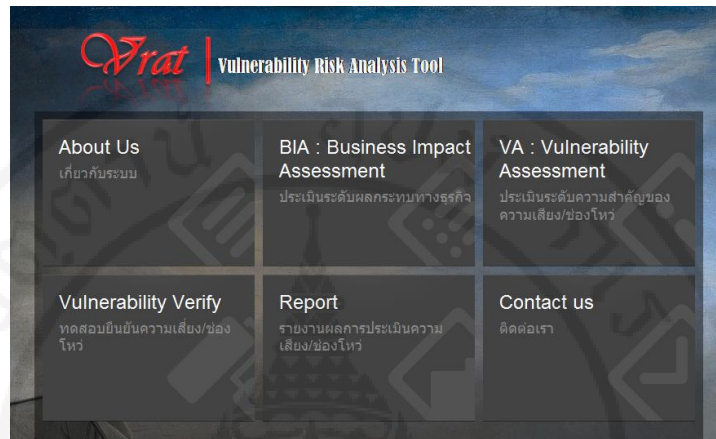 Vrat Vulnerability Risk Analysis Tool
About Us
เกี่ยวกับระบบ
BIA : Business Impact
Assessment
ประเมินระดับผลกระทบทางธุรกิจ
VA : Vulnerability
Assessment
ประเมินระดับความสำคัญของ
ความเสี่ยง/ช่องโหว่
Vulnerability Verify
ทดสอบยืนยันความเสี่ยง/ช่อง
โหว่
Report
รายงานผลการประเมินความ
เสี่ยง/ช่องโหว่
Contact us
ติดต่อเรา